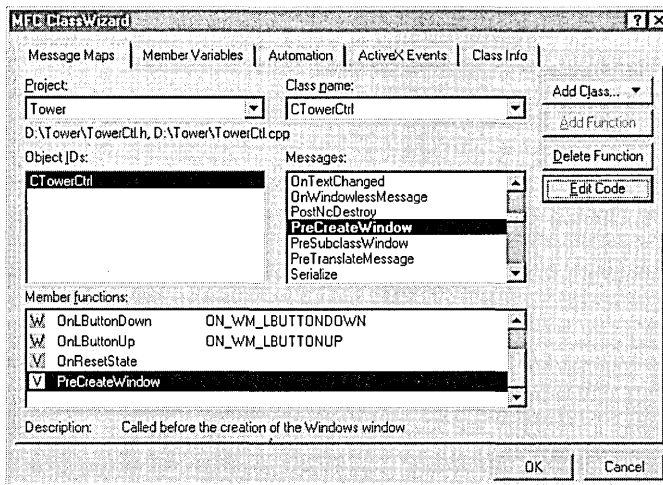 MFC ClassWizard
Message Maps Member Variables Automation ActiveX Events Class Info
Project:
Tower
Class name:
CTowerCtrl
Add Class...
Add Function
Delete Function
Edit Code
D:\Tower\TowerCtl.h, D:\Tower\TowerCtl.cpp
Object IDs:
CTowerCtrl
Messages:
OnTextChanged
OnWindowlessMessage
PostNcDestroy
PreCreateWindow
PreSubclassWindow
PreTranslateMessage
Serialize
Member functions:
W OnLButtonDown ON_WM_LBUTTONDOWN
W OnLButtonUp ON_WM_LBUTTONUP
V OnResetState
V PreCreateWindow
Description: Called before the creation of the Windows window
OK Cancel